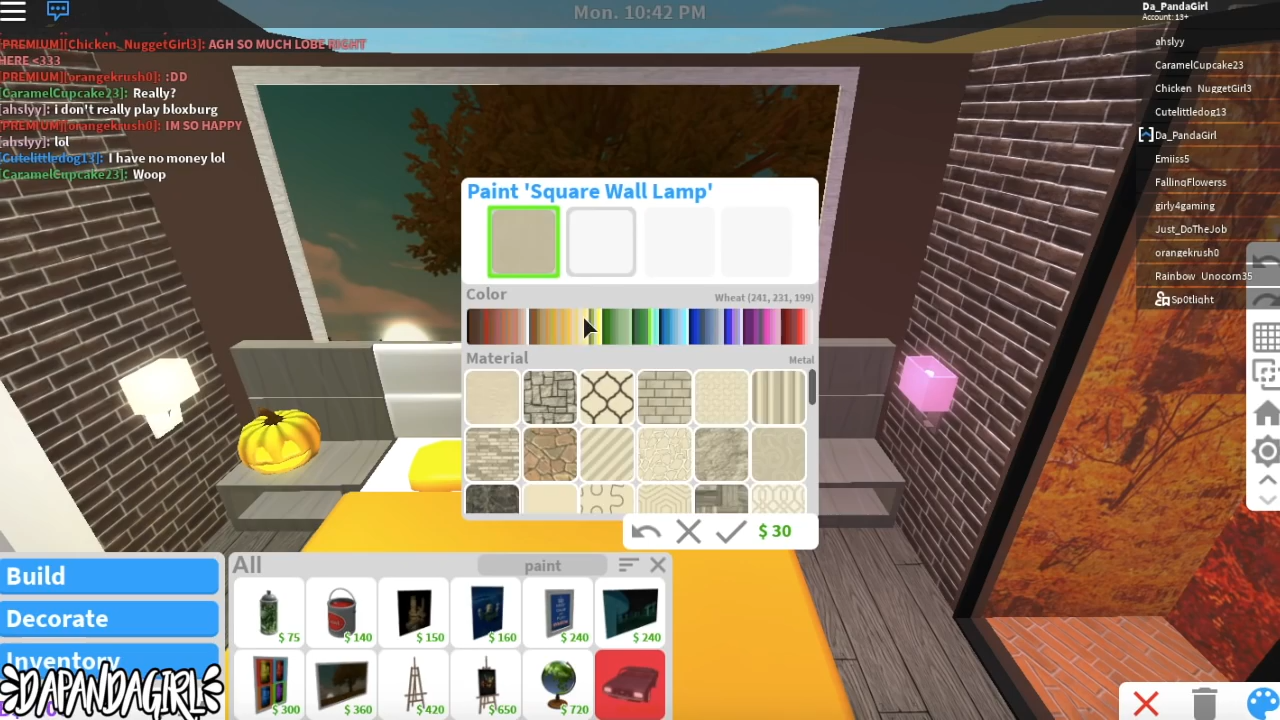 Mon. 10:42 PM
[PREMIUM][Chicken_NuggetGirl3]: AGH SO MUCH LOBE RIGHT
HERE <333
[PREMIUM][orangekrush0]: :DD
[CaramelCupcake23]: Really?
[ahslyy]: i don't really play bloxburg
[PREMIUM][orangekrush0]: IM SO HAPPY
[ahslyy]: lol
[Cutelittledog13]: I have no money lol
[CaramelCupcake23]: Woop
Da_PandaGirl
Account: 13+
ahslyy
CaramelCupcake23
Chicken_NuggetGirl3
Cutelittledog13
Da_PandaGirl
Emiiss5
FallingFlowerss
girly4gaming
Just_DoTheJob
orangekrush0
Rainbow_Unocorn35
Sp0tlight
Paint 'Square Wall Lamp'
Color
Wheat (241, 231, 199)
Material
Metal
$ 30
Build
Decorate
Inventory
DAPANDAGIRL
All
paint
$ 75
$ 140
$ 150
$ 160
$ 240
$ 240
$ 300
$ 360
$ 420
$ 650
$ 720